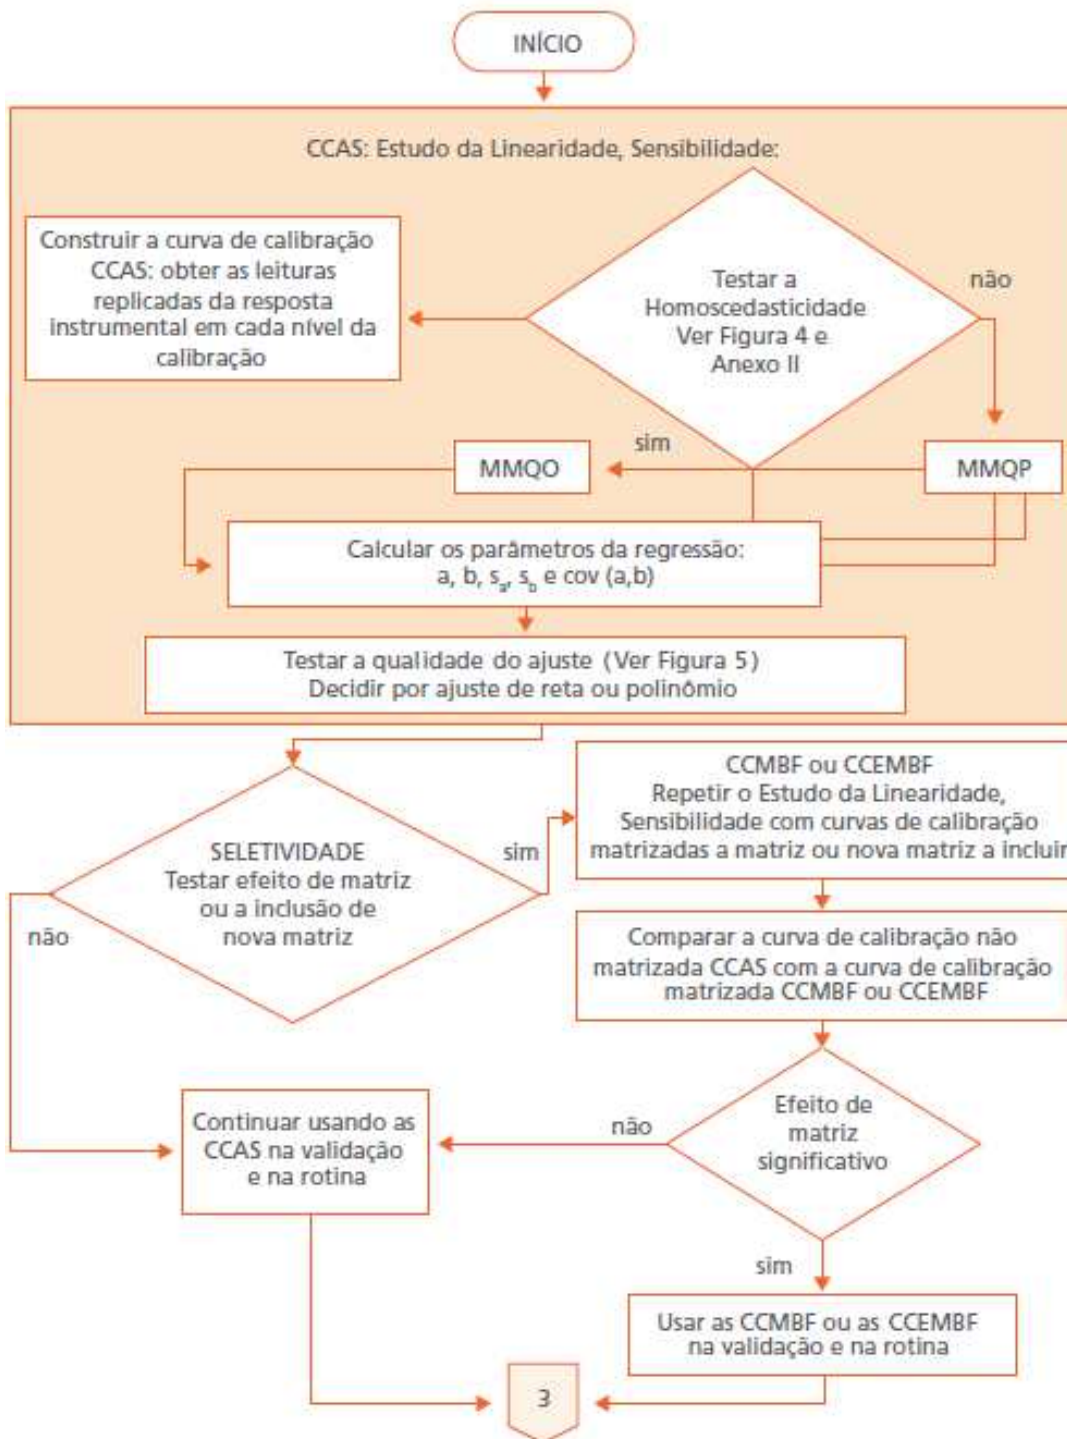 INÍCIO
CCAS: Estudo da Linearidade, Sensibilidade:
Construir a curva de calibração
CCAS: obter as leituras
replicadas da resposta
instrumental em cada nível da
calibração
Testar a
Homoscedasticidade
Ver Figura 4 e
Anexo II
não
sim
MMQO
MMQP
Calcular os parâmetros da regressão:
a, b, sₐ, s_b e cov (a,b)
Testar a qualidade do ajuste (Ver Figura 5)
Decidir por ajuste de reta ou polinômio
SELETIVIDADE
Testar efeito de matriz
ou a inclusão de
nova matriz
sim
não
CCMBF ou CCEMBF
Repetir o Estudo da Linearidade,
Sensibilidade com curvas de calibração
matrizadas a matriz ou nova matriz a incluir
Comparar a curva de calibração não
matrizada CCAS com a curva de calibração
matrizada CCMBF ou CCEMBF
Efeito de
matriz
significativo
não
Continuar usando as
CCAS na validação
e na rotina
sim
Usar as CCMBF ou as CCEMBF
na validação e na rotina
3